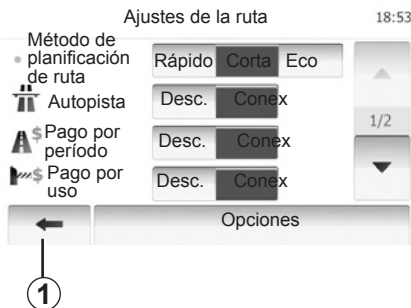 Ajustes de la ruta 18:53
Método de planificación de ruta Rápido Corta Eco
Autopista Desc. Conex
Pago por período Desc. Conex
1/2
Pago por uso Desc. Conex
Opciones
1